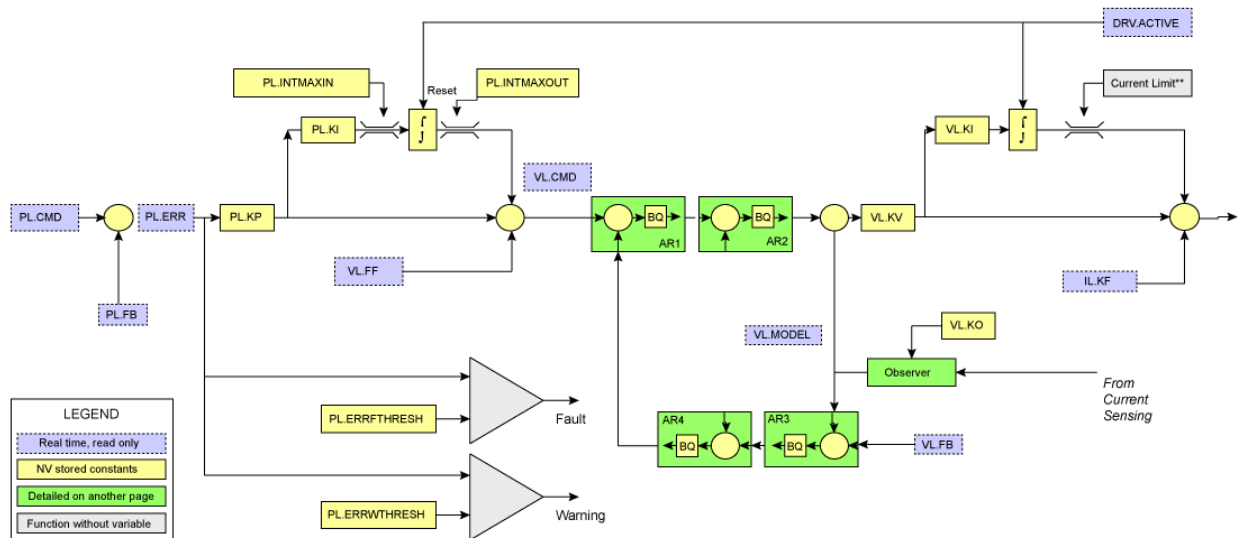 DRV.ACTIVE
PL.INTMAXIN
PL.INTMAXOUT
Current Limit**
Reset
PL.KI
VL.KI
VL.CMD
PL.CMD
PL.ERR
PL.KP
BQ
AR1
BQ
AR2
VL.KV
VL.FF
IL.KF
PL.FB
VL.MODEL
VL.KO
Observer
From
Current
Sensing
LEGEND
Real time, read only
NV stored constants
Detailed on another page
Function without variable
PL.ERRFTHRESH
Fault
AR4
BQ
AR3
BQ
VL.FB
PL.ERRWTHRESH
Warning